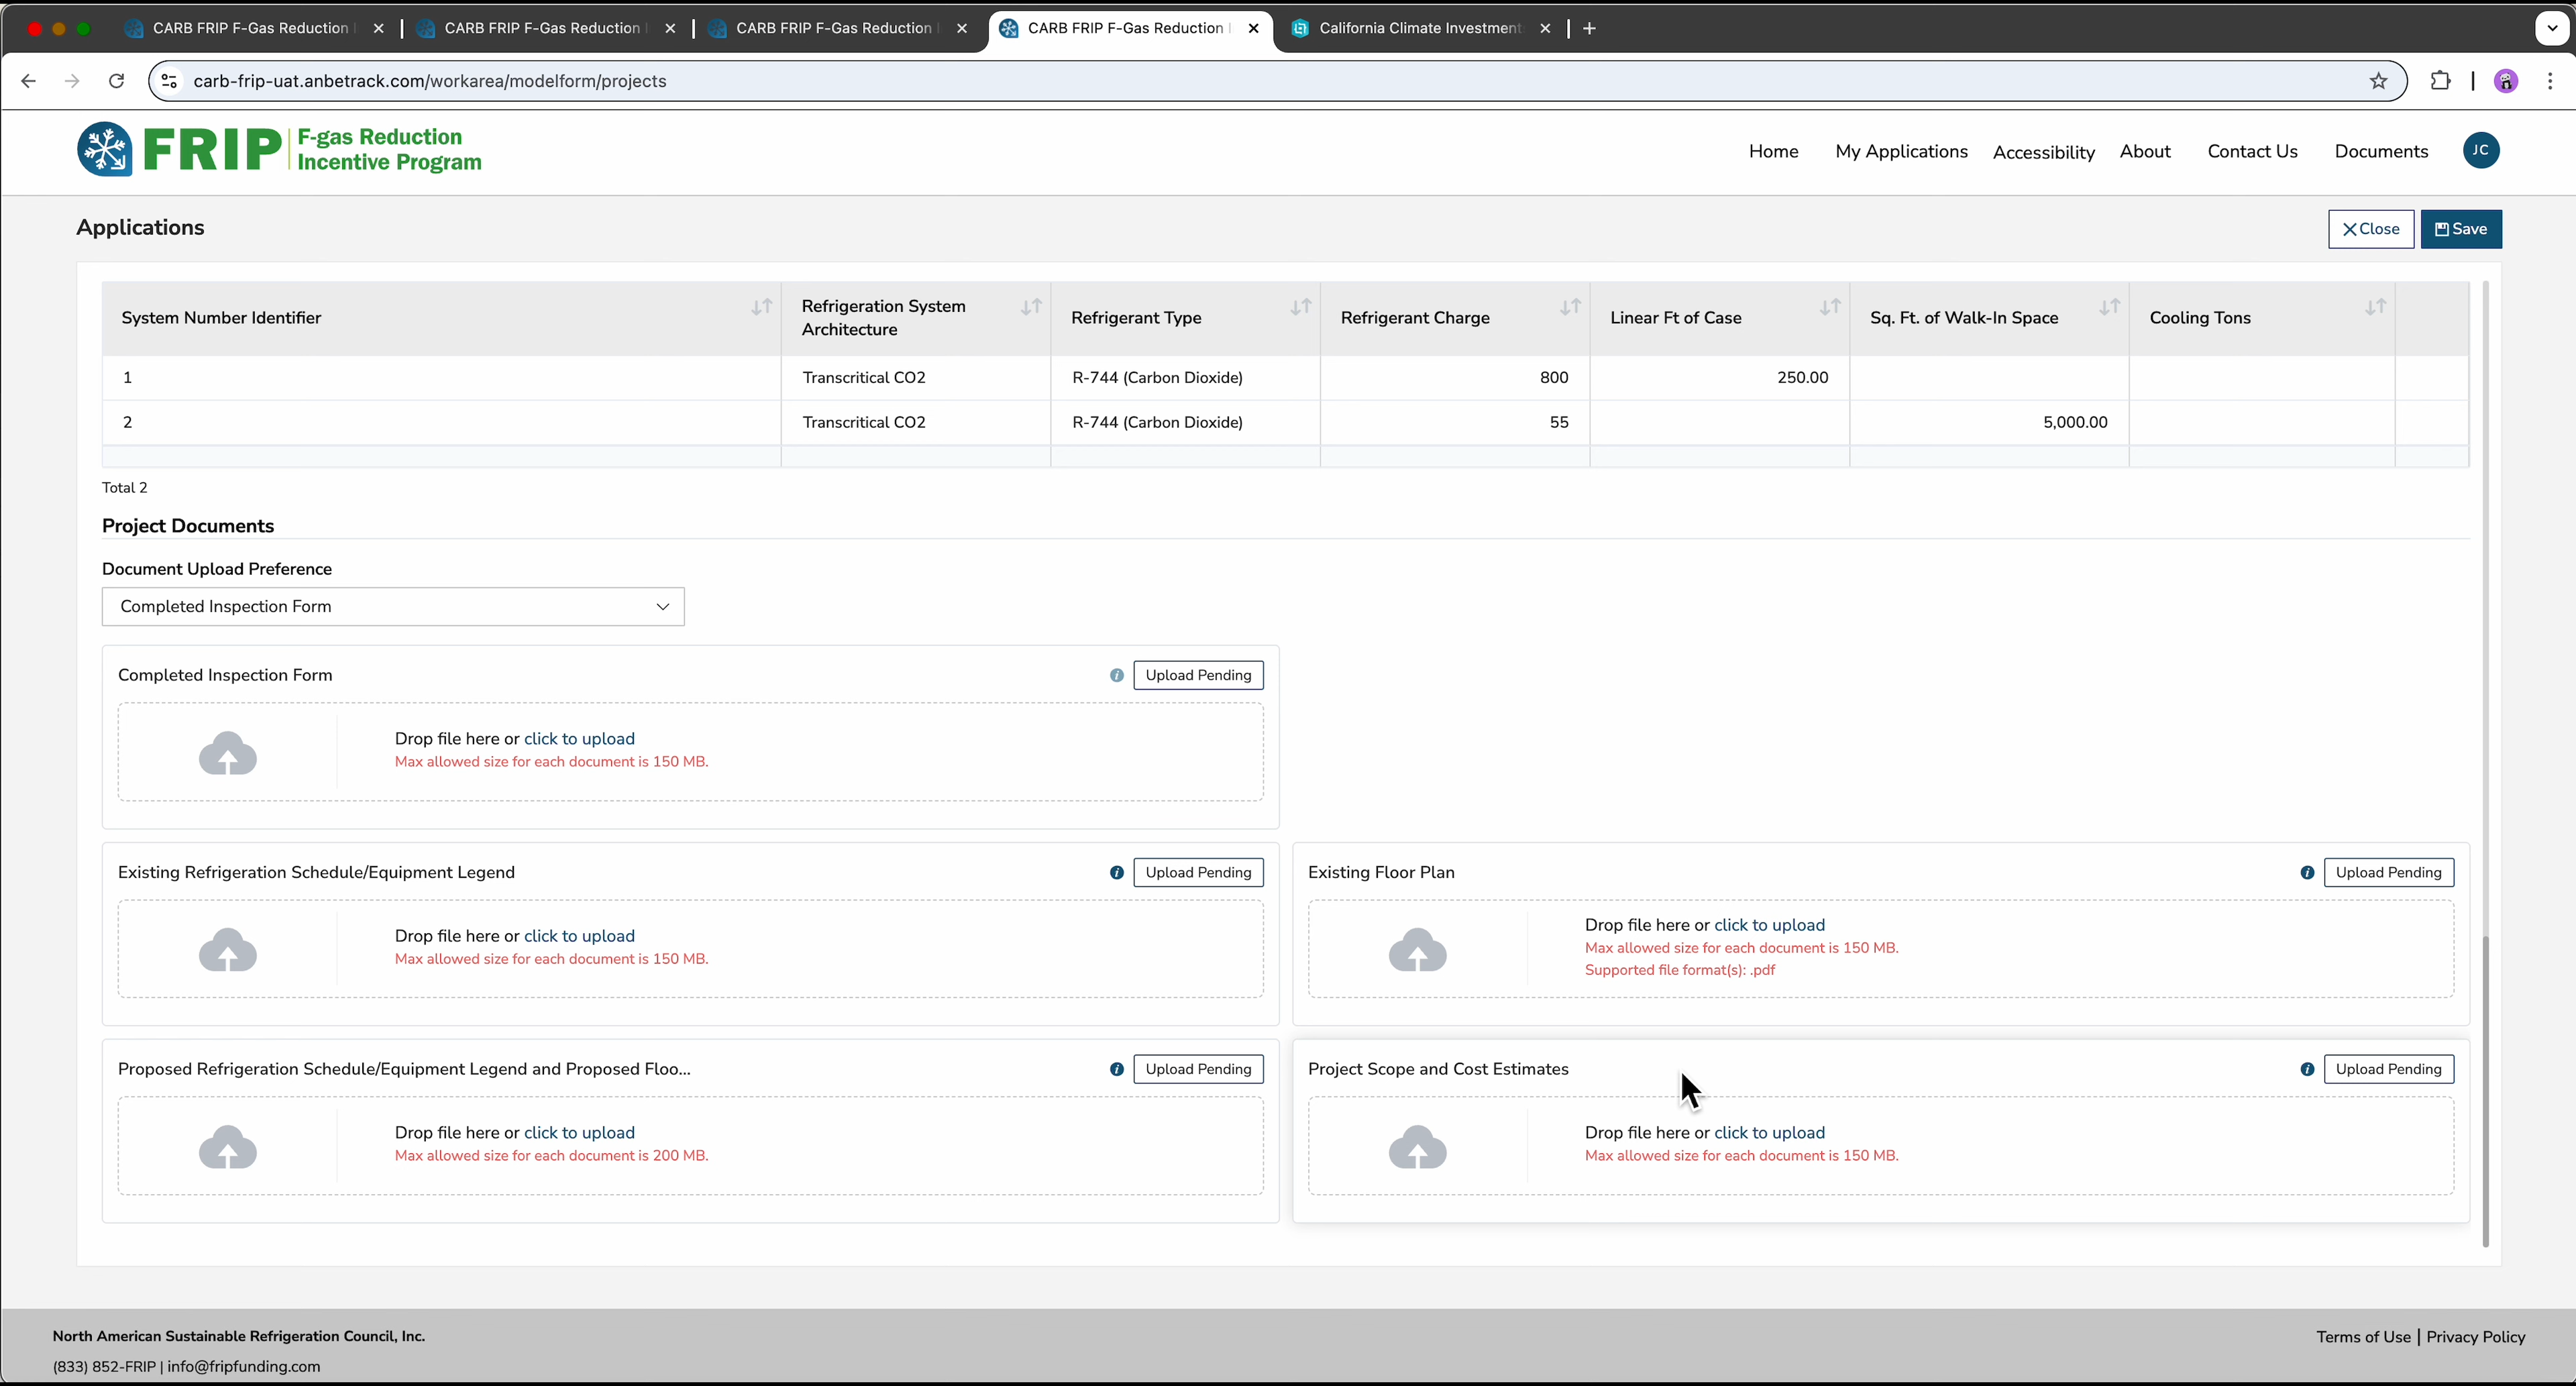 CARB FRIP F-Gas Reduction
CARB FRIP F-Gas Reduction
CARB FRIP F-Gas Reduction
CARB FRIP F-Gas Reduction
California Climate Investment
carb-frip-uat.anbetrack.com/workarea/modelform/projects
FRIP F-gas Reduction
Incentive Program
Home My Applications Accessibility About Contact Us Documents JC
Applications
Close Save
System Number Identifier
Refrigeration System
Architecture
Refrigerant Type
Refrigerant Charge
Linear Ft of Case
Sq. Ft. of Walk-In Space
Cooling Tons
1 Transcritical CO2 R-744 (Carbon Dioxide) 800 250.00
2 Transcritical CO2 R-744 (Carbon Dioxide) 55 5,000.00
Total 2
Project Documents
Document Upload Preference
Completed Inspection Form
Completed Inspection Form i Upload Pending
Drop file here or click to upload
Max allowed size for each document is 150 MB.
Existing Refrigeration Schedule/Equipment Legend i Upload Pending
Drop file here or click to upload
Max allowed size for each document is 150 MB.
Existing Floor Plan i Upload Pending
Drop file here or click to upload
Max allowed size for each document is 150 MB.
Supported file format(s): .pdf
Proposed Refrigeration Schedule/Equipment Legend and Proposed Floo... i Upload Pending
Drop file here or click to upload
Max allowed size for each document is 200 MB.
Project Scope and Cost Estimates i Upload Pending
Drop file here or click to upload
Max allowed size for each document is 150 MB.
North American Sustainable Refrigeration Council, Inc.
(833) 852-FRIP | info@fripfunding.com
Terms of Use | Privacy Policy